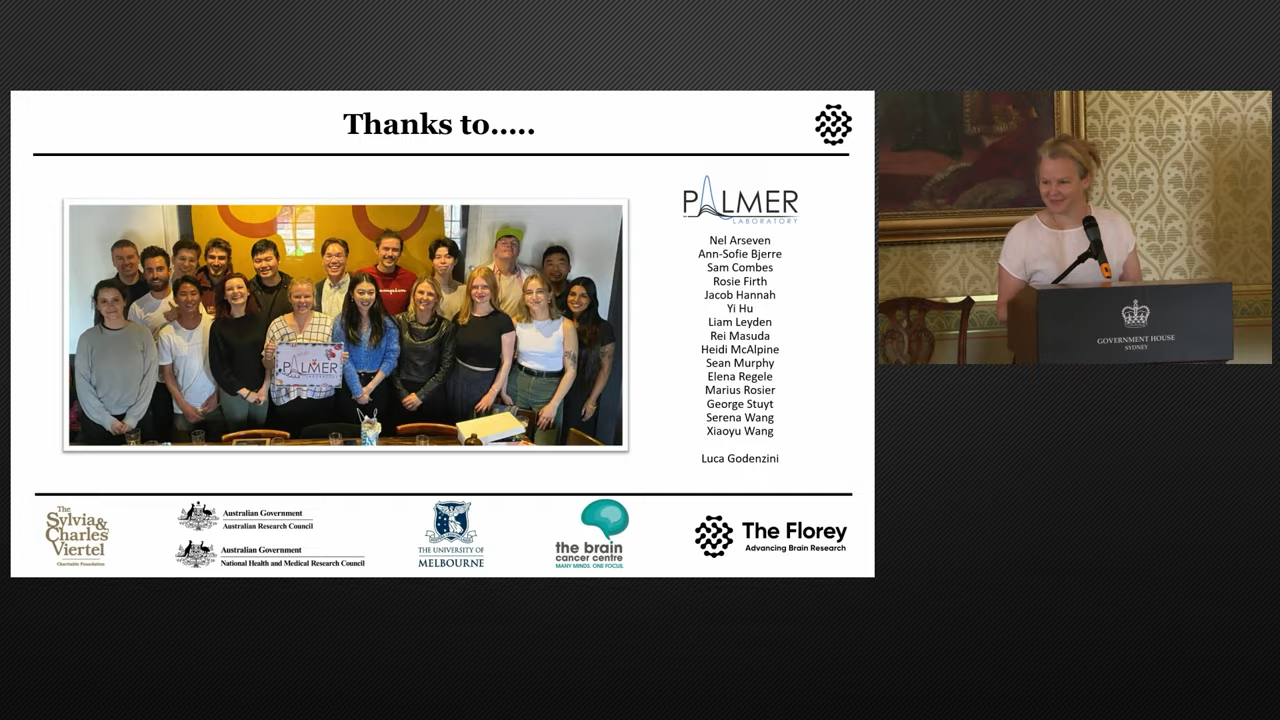 Thanks to.....
PALMER
LABORATORY
Nel Arseven
Ann-Sofie Bjerre
Sam Combes
Rosie Firth
Jacob Hannah
Yi Hu
Liam Leyden
Rei Masuda
Heidi McAlpine
Sean Murphy
Elena Regele
Marius Rosier
George Stuyt
Serena Wang
Xiaoyu Wang
Luca Godenzini
PALMER
The
Sylvia &
Charles
Viertel
Charitable Foundation
Australian Government
Australian Research Council
Australian Government
National Health and Medical Research Council
THE UNIVERSITY OF
MELBOURNE
the brain
cancer centre
MANY MINDS. ONE FOCUS.
The Florey
Advancing Brain Research
GOVERNMENT HOUSE
SYDNEY